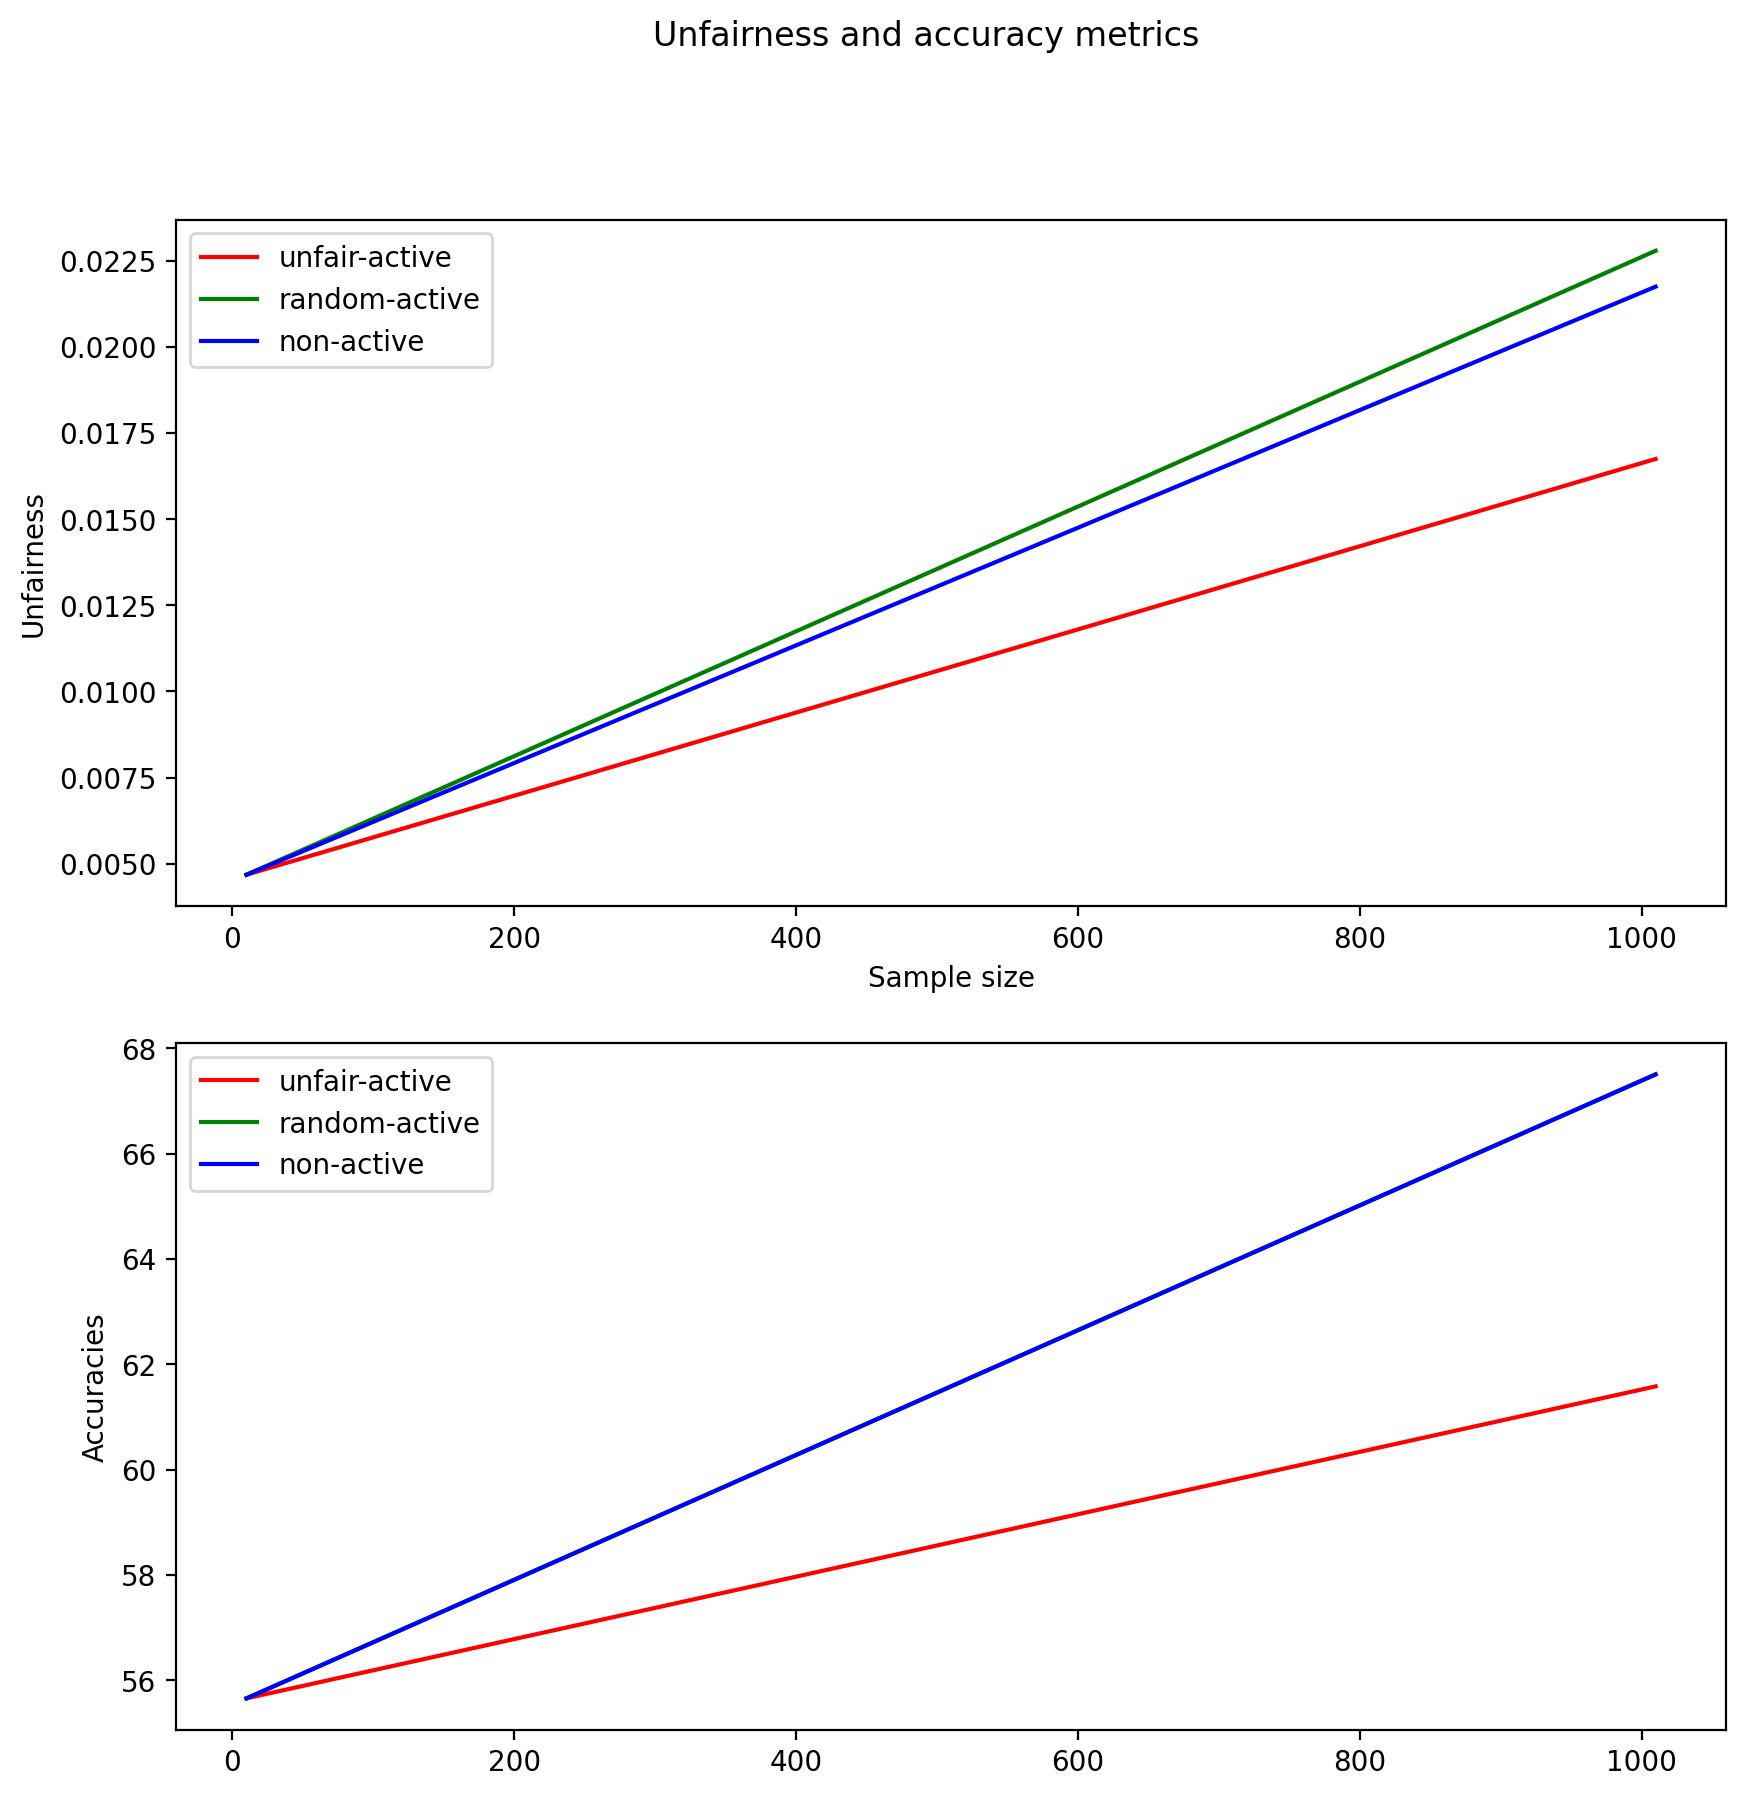 Unfairness and accuracy metrics
unfair-active
random-active
non-active
0.0225
0.0200
0.0175
0.0150
0.0125
0.0100
0.0075
0.0050
Unfairness
0 200 400 600 800 1000
Sample size
unfair-active
random-active
non-active
68
66
64
62
60
58
56
Accuracies
0 200 400 600 800 1000